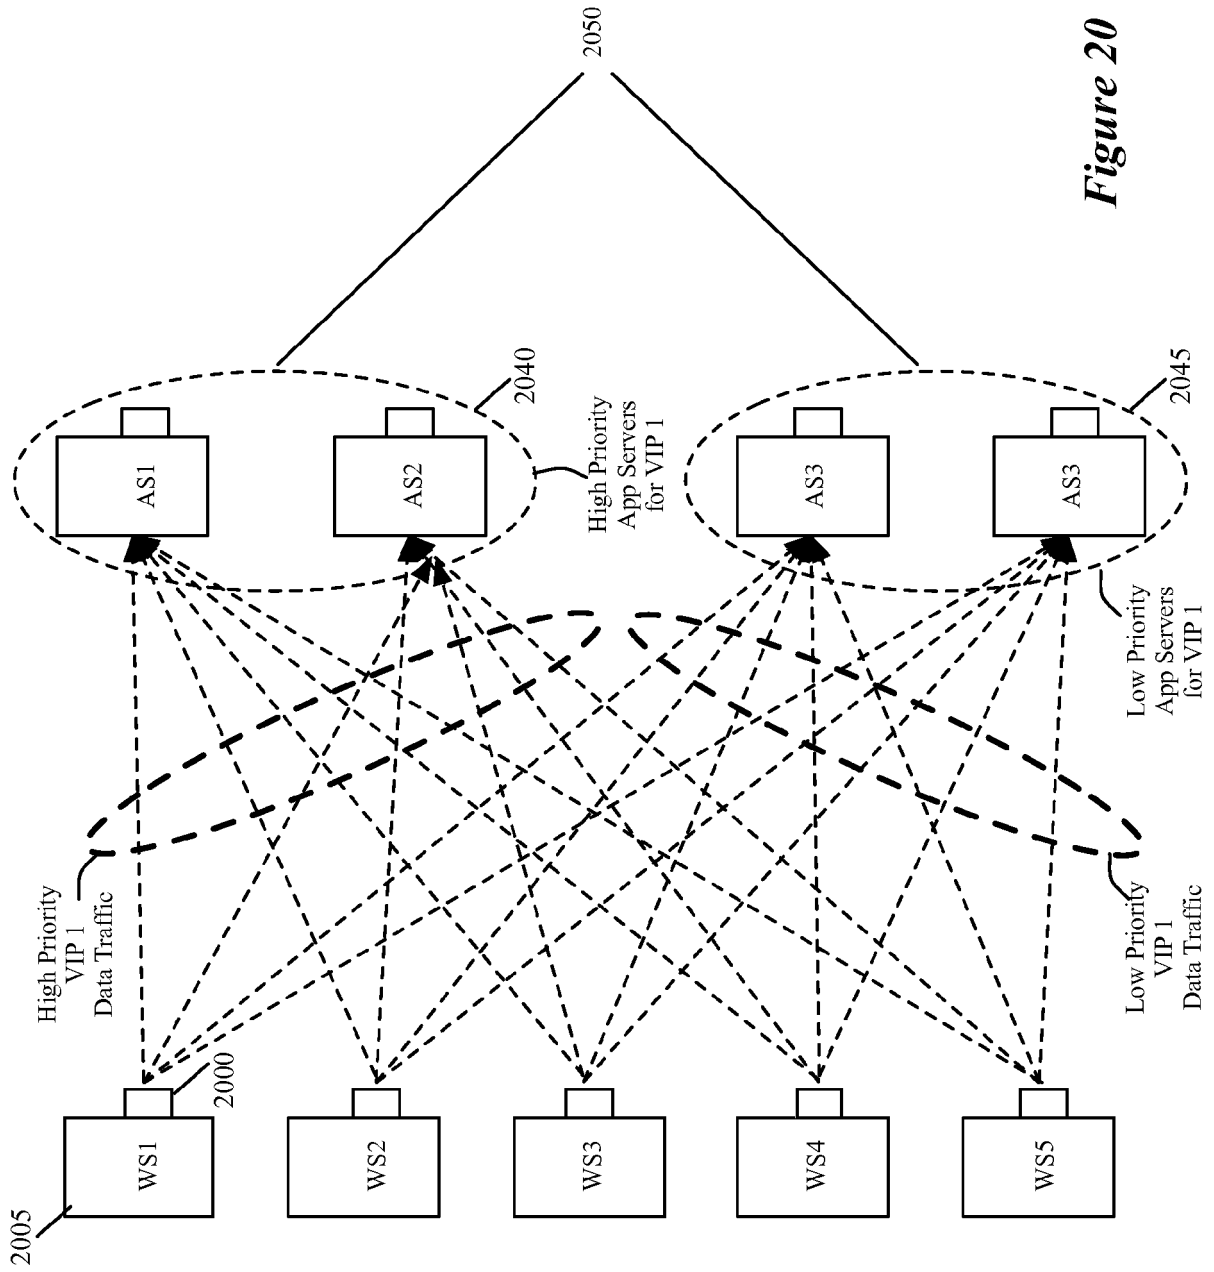 2005
WS1
2000
WS2
WS3
WS4
WS5
High Priority
VIP 1
Data Traffic
Low Priority
VIP 1
Data Traffic
AS1
AS2
2040
High Priority
App Servers
for VIP 1
AS3
AS3
2045
Low Priority
App Servers
for VIP 1
2050
Figure 20